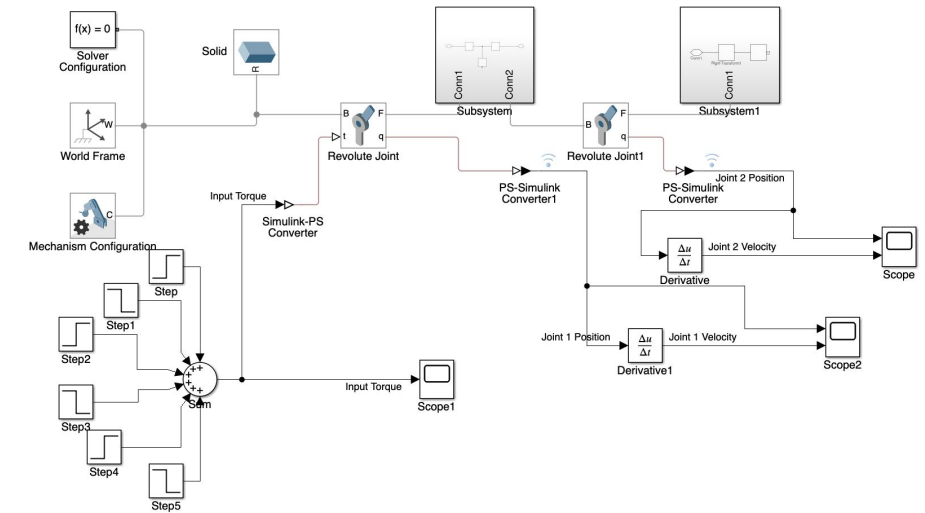 f(x) = 0
Solver
Configuration
Solid
R
Conn1
Conn2
Subsystem
Conn1
Rigid Transform1
Conn1
Subsystem1
W
World Frame
B
F
t
q
Revolute Joint
B
F
q
Revolute Joint1
C
Mechanism Configuration
Input Torque
Simulink-PS
Converter
PS-Simulink
Converter1
PS-Simulink
Converter
Joint 2 Position
Δu
Δt
Joint 2 Velocity
Derivative
Scope
Step
Step1
Step2
Step3
Step4
Step5
+
+
+
+
+
+
Sum
Input Torque
Scope1
Joint 1 Position
Δu
Δt
Joint 1 Velocity
Derivative1
Scope2